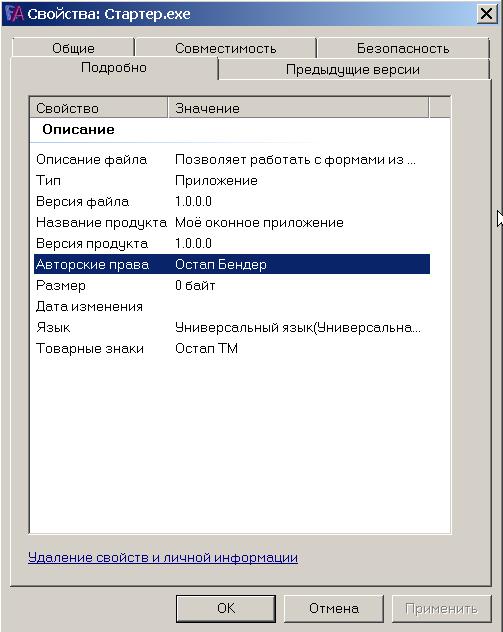 FA Свойства: Стартер.exe
Общие
Совместимость
Безопасность
Подробно
Предыдущие версии
Свойство Значение
Описание
Описание файла Позволяет работать с формами из ...
Тип Приложение
Версия файла 1.0.0.0
Название продукта Моё оконное приложение
Версия продукта 1.0.0.0
Авторские права Остап Бендер
Размер 0 байт
Дата изменения
Язык Универсальный язык(Универсальна...
Товарные знаки Остап ТМ
Удаление свойств и личной информации
OK Отмена Применить